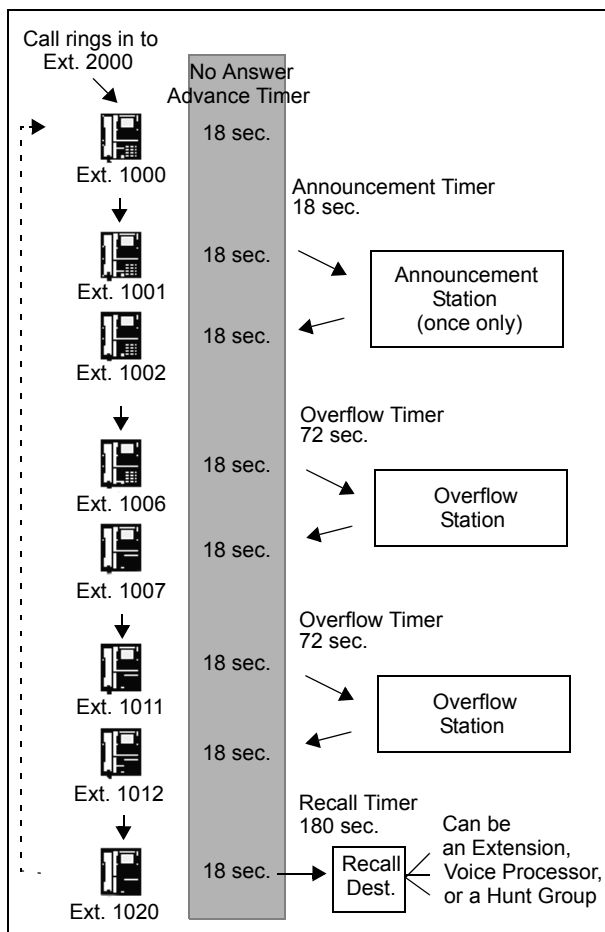 Call rings in to
Ext. 2000
No Answer
Advance Timer
18 sec.
Ext. 1000
Announcement Timer
18 sec.
18 sec.
Ext. 1001
Announcement
Station
(once only)
18 sec.
Ext. 1002
Overflow Timer
72 sec.
18 sec.
Ext. 1006
Overflow
Station
18 sec.
Ext. 1007
Overflow Timer
72 sec.
18 sec.
Ext. 1011
Overflow
Station
18 sec.
Ext. 1012
Recall Timer
180 sec.
18 sec.
Ext. 1020
Recall
Dest.
Can be
an Extension,
Voice Processor,
or a Hunt Group